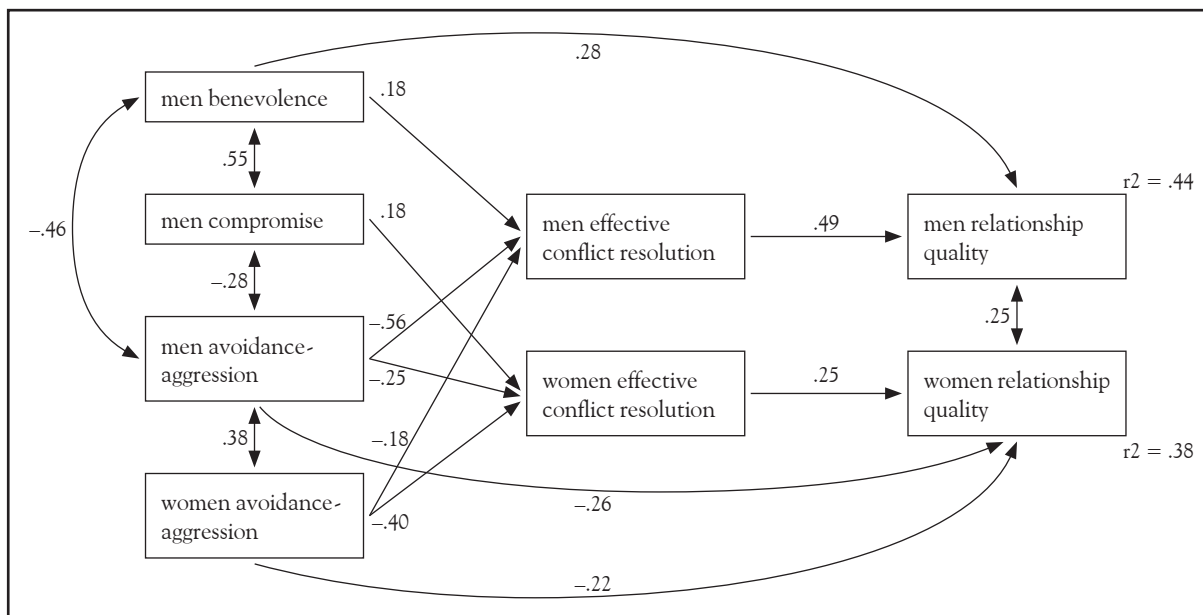 .28
men benevolence
.18
.55
men compromise
.18
r2 = .44
–.46
men effective
conflict resolution
.49
men relationship
quality
–.28
men avoidance-
aggression
–.56
–.25
.25
women effective
conflict resolution
.25
women relationship
quality
.38
–.18
r2 = .38
women avoidance-
aggression
–.40
–.26
–.22